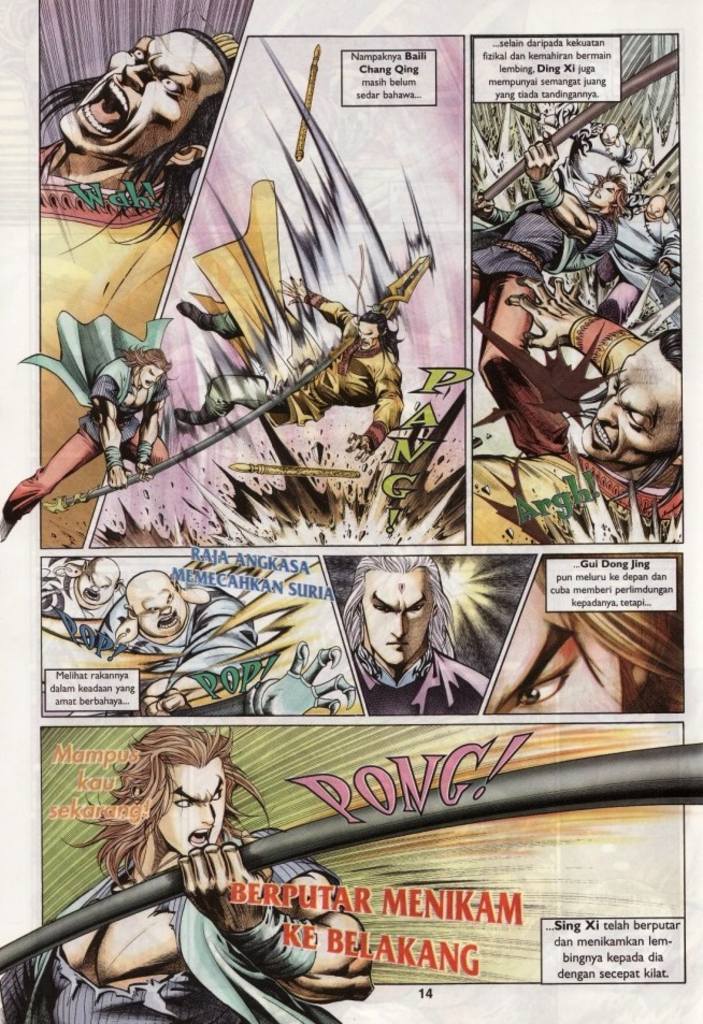 Wah!
Nampaknya Baili
Chang Qing
masih belum
sedar bahawa...
PANG!
...selain daripada kekuatan
fizikal dan kemahiran bermain
lembing, Ding Xi juga
mempunyai semangat juang
yang tiada tandingannya.
Argh!
RAJA ANGKASA
MEMECAHKAN SURIA
POP!
POP!
Melihat rakannya
dalam keadaan yang
amat berbahaya...
...Gui Dong Jing
pun meluru ke depan dan
cuba memberi perlindungan
kepadanya, tetapi...
Mampus
kau
sekarang!
PONG!
BERPUTAR MENIKAM
KE BELAKANG
...Sing Xi telah berputar
dan menikamkan lem-
bingnya kepada dia
dengan secepat kilat.
14